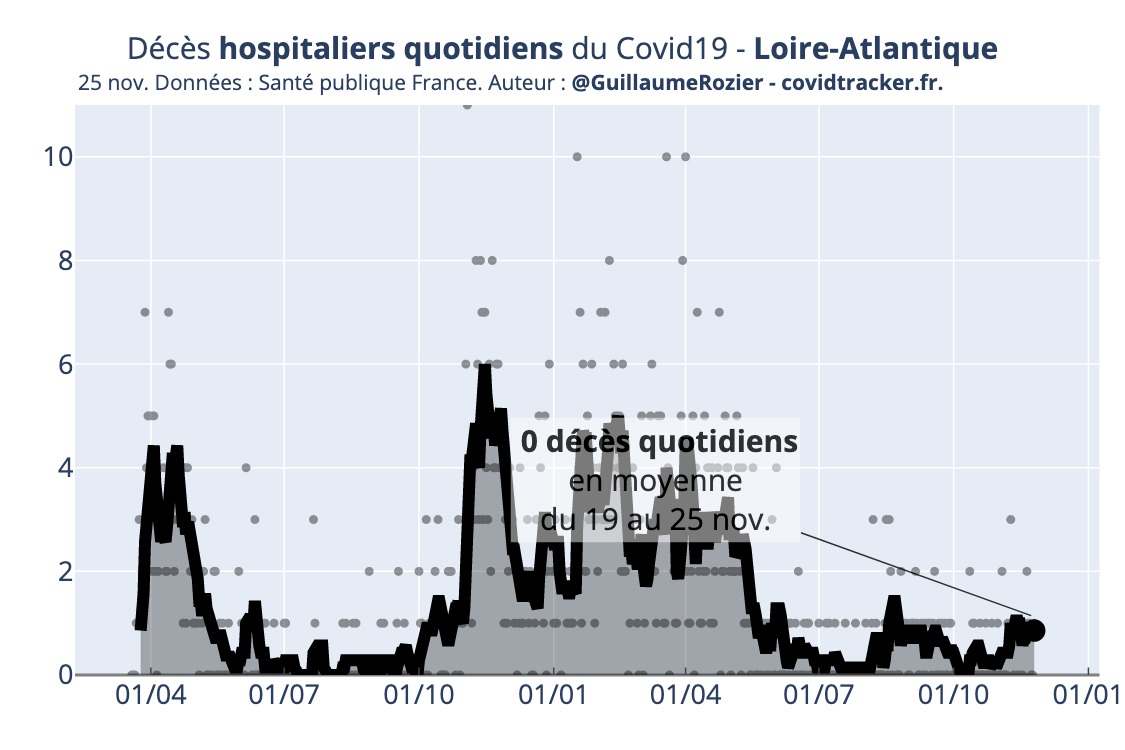 Décès hospitaliers quotidiens du Covid19 - Loire-Atlantique
25 nov. Données : Santé publique France. Auteur : @GuillaumeRozier - covidtracker.fr.
10
8
6
4
2
0
0 décès quotidiens
en moyenne
du 19 au 25 nov.
01/04 01/07 01/10 01/01 01/04 01/07 01/10 01/01